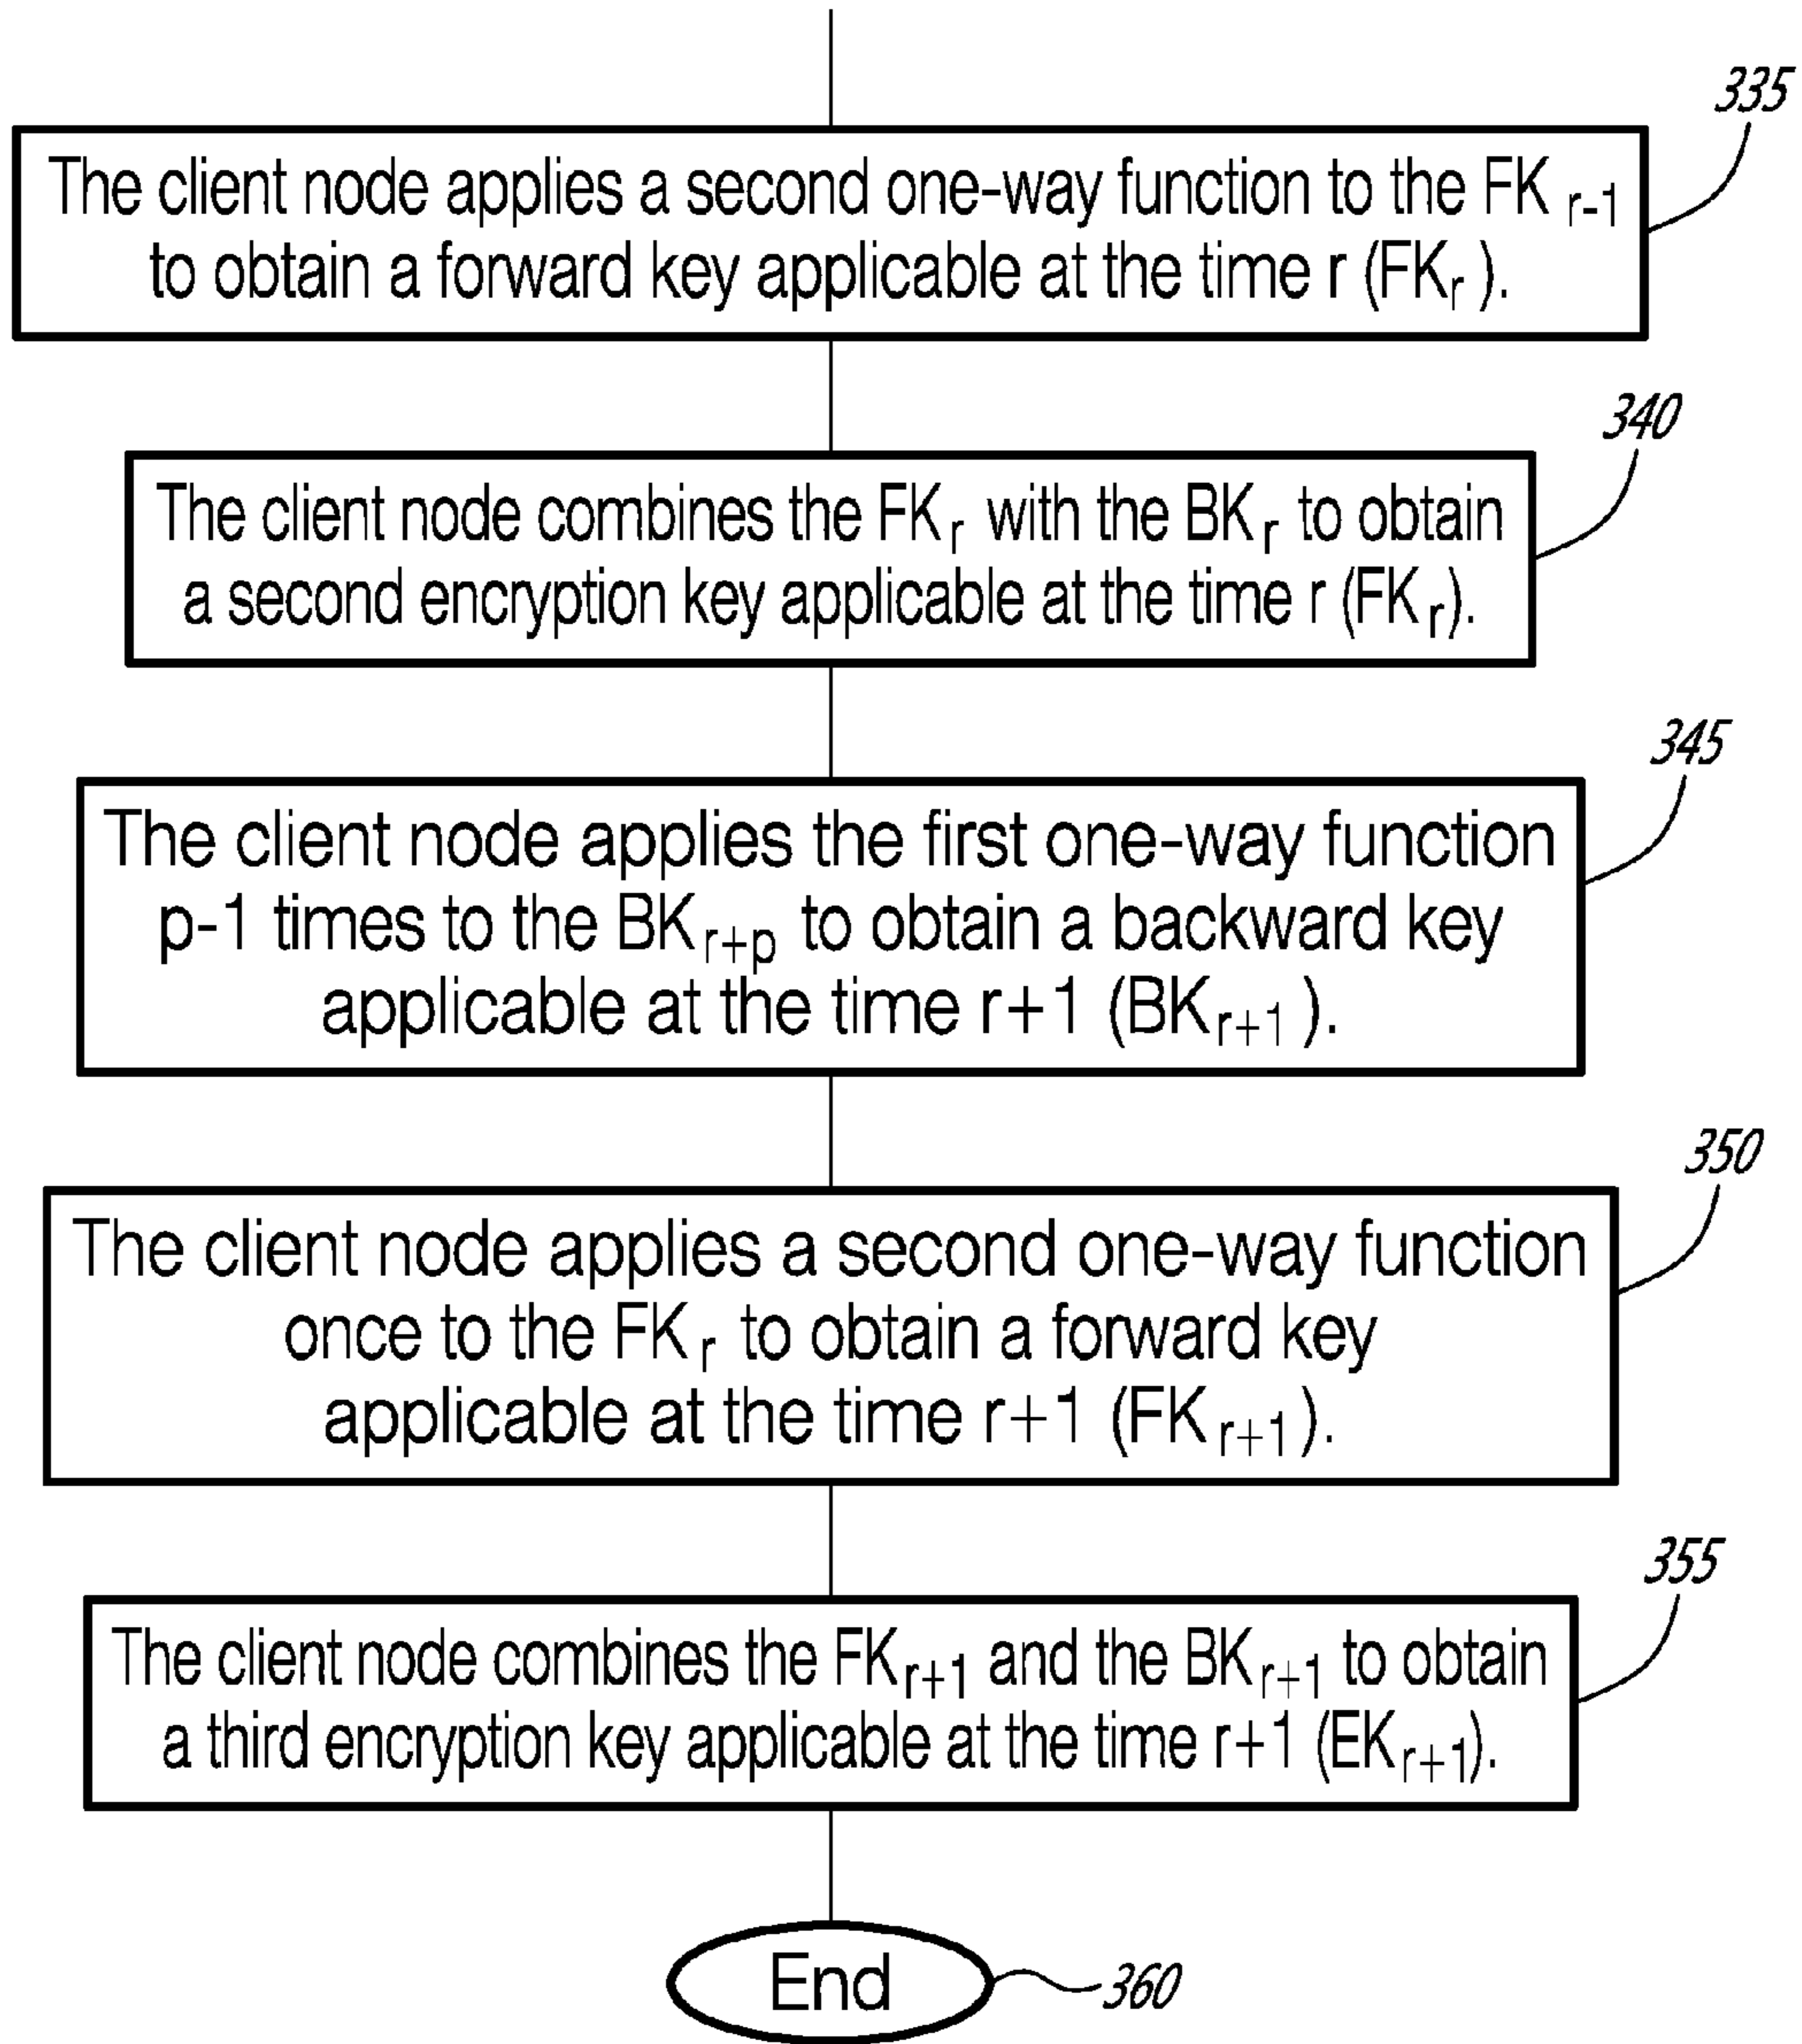 335
The client node applies a second one-way function to the FK r-1
to obtain a forward key applicable at the time r (FKr ).
340
The client node combines the FKr with the BKr to obtain
a second encryption key applicable at the time r (FKr).
345
The client node applies the first one-way function
p-1 times to the BKr+p to obtain a backward key
applicable at the time r+1 (BKr+1 ).
350
The client node applies a second one-way function
once to the FKr to obtain a forward key
applicable at the time r+1 (FKr+1).
355
The client node combines the FKr+1 and the BKr+1 to obtain
a third encryption key applicable at the time r+1 (EKr+1).
End
360